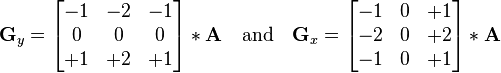 G_y = [ −1 −2 −1 ; 0 0 0 ; +1 +2 +1 ] * A and G_x = [ −1 0 +1 ; −2 0 +2 ; −1 0 +1 ] * A